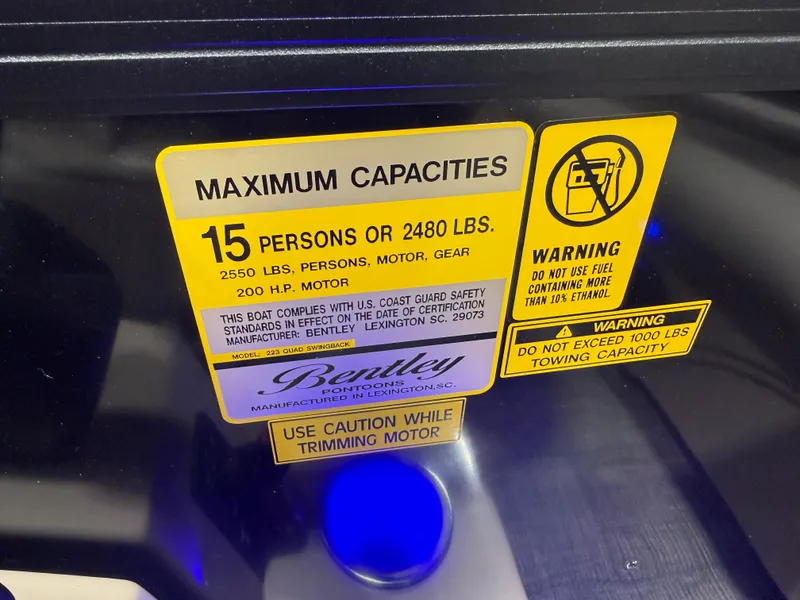 MAXIMUM CAPACITIES
15 PERSONS OR 2480 LBS.
2550 LBS, PERSONS, MOTOR, GEAR
200 H.P. MOTOR
THIS BOAT COMPLIES WITH U.S. COAST GUARD SAFETY
STANDARDS IN EFFECT ON THE DATE OF CERTIFICATION
MANUFACTURER: BENTLEY LEXINGTON SC. 29073
MODEL: 223 QUAD SWINGBACK
Bentley
PONTOONS
MANUFACTURED IN LEXINGTON,SC.
USE CAUTION WHILE
TRIMMING MOTOR
WARNING
DO NOT USE FUEL
CONTAINING MORE
THAN 10% ETHANOL.
WARNING
DO NOT EXCEED 1000 LBS
TOWING CAPACITY